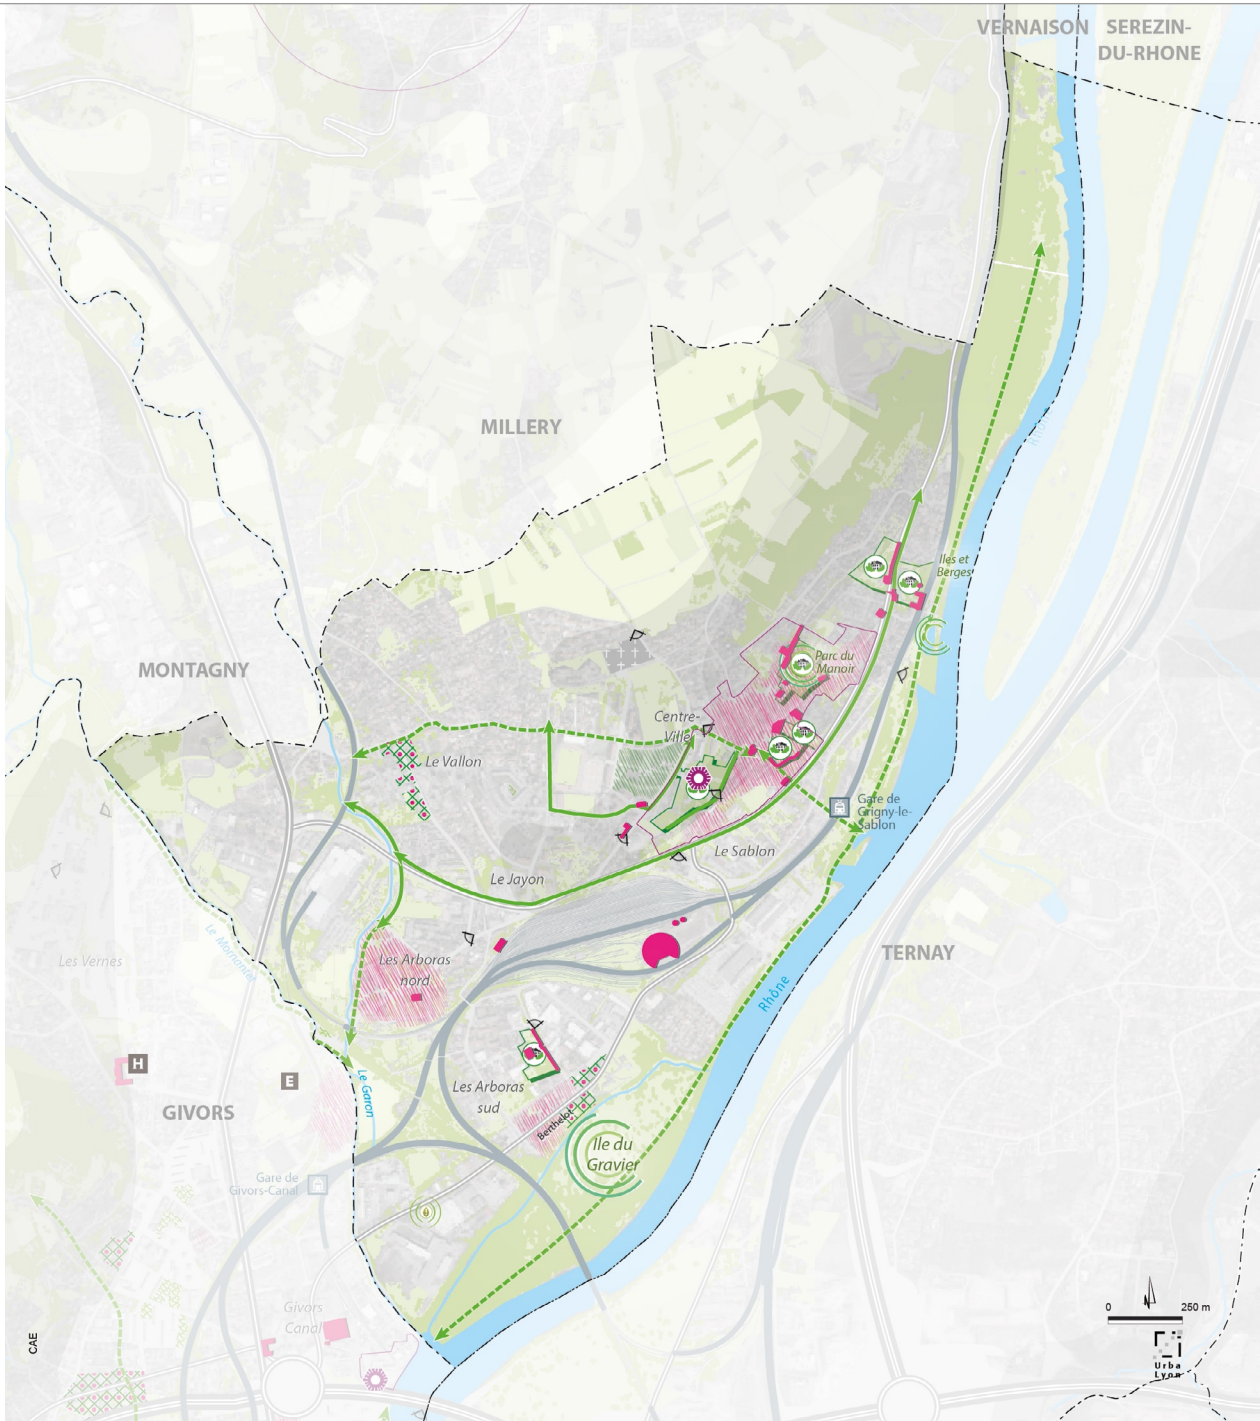 VERNAISON
SEREZIN-
DU-RHONE
Rhône
MILLERY
Iles et
Berges
MONTAGNY
Parc du
Manoir
Centre-
Ville
Le Vallon
Gare de
Grigny-le-
Sablon
Le Sablon
Le Jayon
Le Mornantet
Les Vernes
Les Arboras
nord
TERNAY
Rhône
H
E
GIVORS
Le Garon
Les Arboras
sud
Berthelot
Ile du
Gravier
Gare de
Givors-Canal
Givors
Canal
0 250 m
CAE
Urba
Lyon